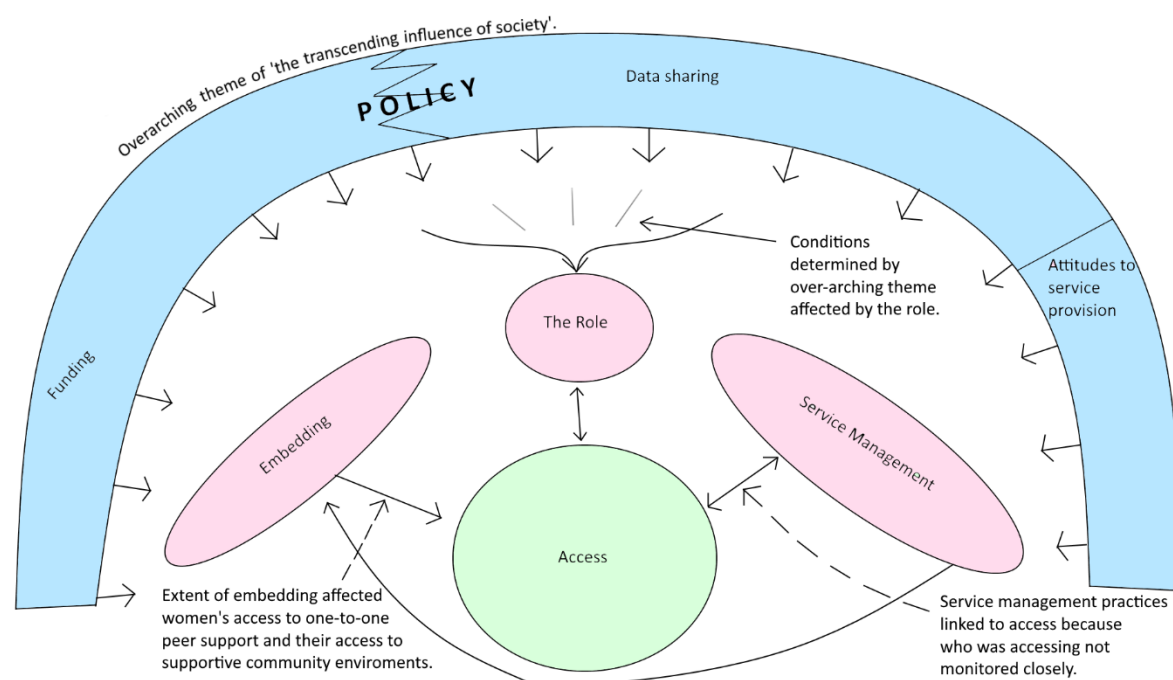 Overarching theme of 'the transcending influence of society'.
POLICY
Data sharing
Conditions
determined by
over-arching theme
affected by the role.
Attitudes to
service
provision
The Role
Funding
Embedding
Service Management
Access
Extent of embedding affected
women's access to one-to-one
peer support and their access to
supportive community enviroments.
Service management practices
linked to access because
who was accessing not
monitored closely.